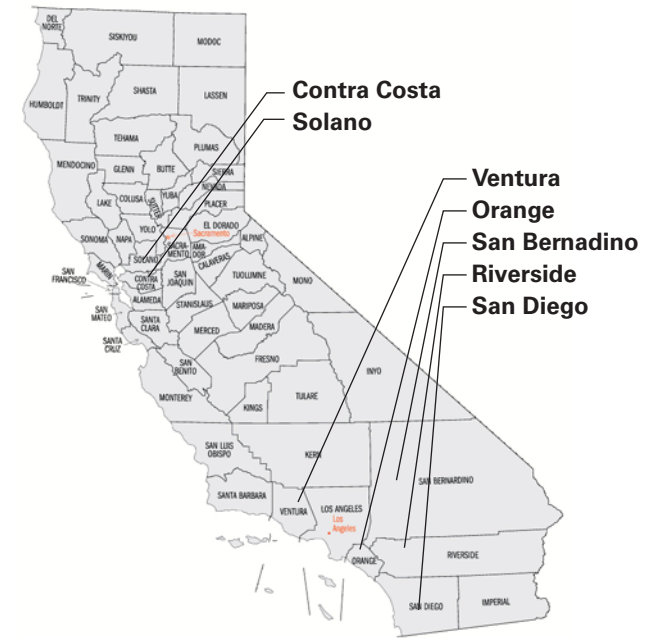 DEL
NORTE
SISKIYOU
MODOC
HUMBOLDT
TRINITY
SHASTA
LASSEN
Contra Costa
Solano
TEHAMA
PLUMAS
MENDOCINO
GLENN
BUTTE
SIERRA
NEVADA
Ventura
LAKE
COLUSA
SUTTER
YUBA
PLACER
Orange
SONOMA
NAPA
YOLO
EL DORADO
Sacramento
ALPINE
San Bernadino
SACRA-
MENTO
AMA-
DOR
SOLANO
CALAVERAS
MARIN
SAN
FRANCISCO
CONTRA
COSTA
SAN
JOAQUIN
TUOLUMNE
MONO
Riverside
ALAMEDA
STANISLAUS
MARIPOSA
San Diego
SAN
MATEO
SANTA
CLARA
MERCED
MADERA
SANTA
CRUZ
SAN
BENITO
FRESNO
INYO
MONTEREY
KINGS
TULARE
SAN LUIS
OBISPO
KERN
SAN BERNARDINO
SANTA BARBARA
VENTURA
LOS ANGELES
Los
Angeles
ORANGE
RIVERSIDE
SAN DIEGO
IMPERIAL